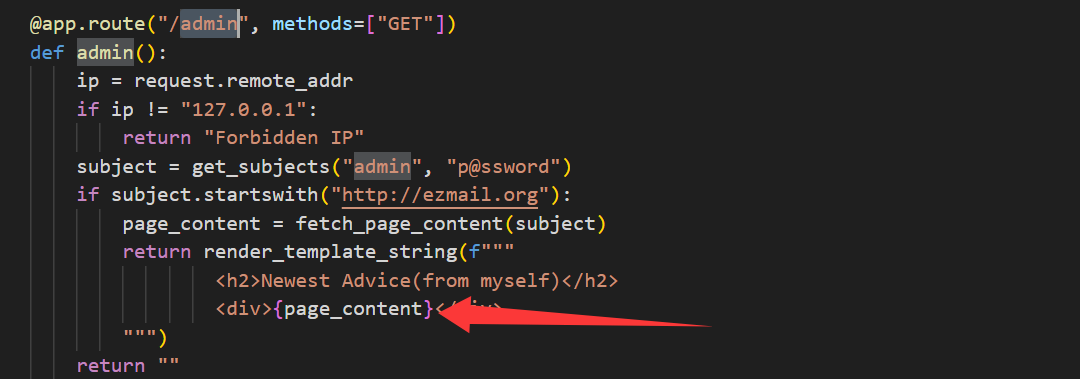 @app.route("/admin", methods=["GET"])
def admin():
    ip = request.remote_addr
    if ip != "127.0.0.1":
        return "Forbidden IP"
    subject = get_subjects("admin", "p@ssword")
    if subject.startswith("http://ezmail.org"):
        page_content = fetch_page_content(subject)
        return render_template_string(f"""
                <h2>Newest Advice(from myself)</h2>
                <div>{page_content}</div>
        """)
    return ""